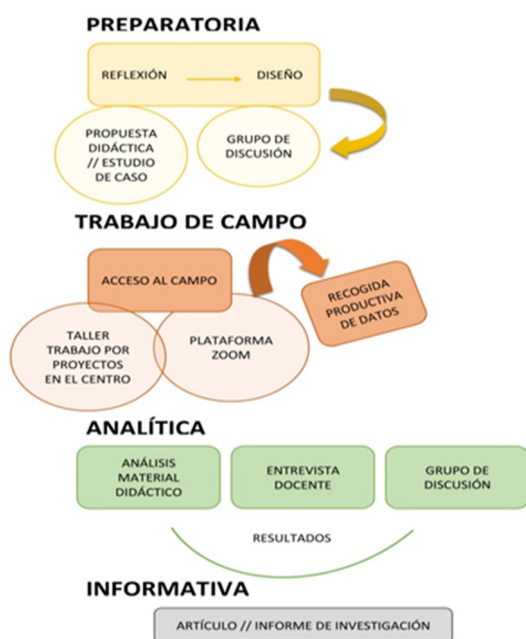 PREPARATORIA
REFLEXIÓN
DISEÑO
PROPUESTA
DIDÁCTICA
// ESTUDIO
DE CASO
GRUPO DE
DISCUSIÓN
TRABAJO DE CAMPO
ACCESO AL CAMPO
RECOGIDA
PRODUCTIVA
DE DATOS
TALLER
TRABAJO POR
PROYECTOS
EN EL CENTRO
PLATAFORMA
ZOOM
ANALÍTICA
ANÁLISIS
MATERIAL
DIDÁCTICO
ENTREVISTA
DOCENTE
GRUPO DE
DISCUSIÓN
RESULTADOS
INFORMATIVA
ARTÍCULO // INFORME DE INVESTIGACIÓN